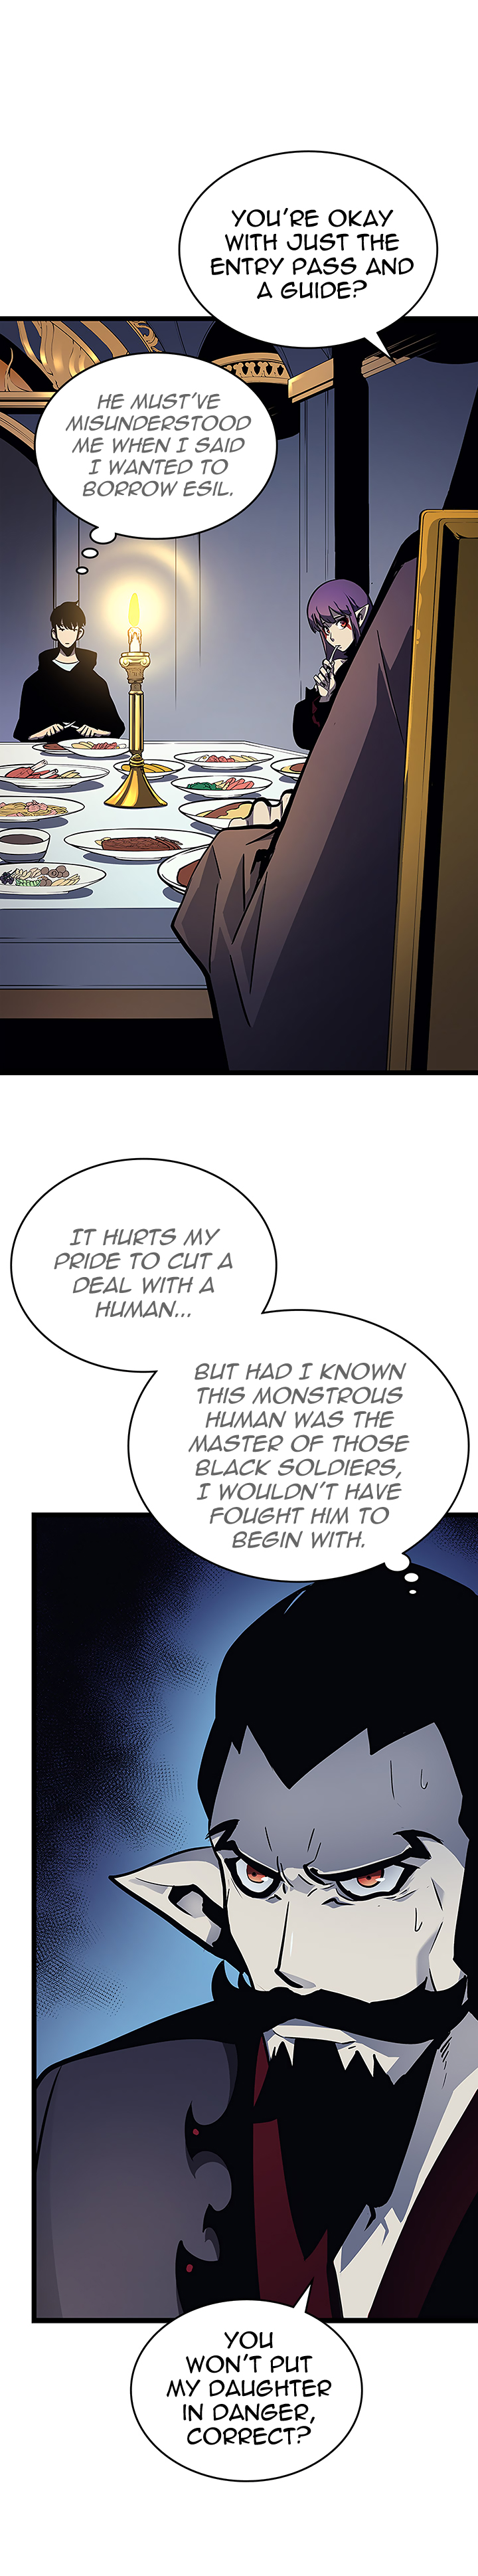 YOU'RE OKAY
WITH JUST THE
ENTRY PASS AND
A GUIDE?
HE MUST'VE
MISUNDERSTOOD
ME WHEN I SAID
I WANTED TO
BORROW ESIL.
IT HURTS MY
PRIDE TO CUT A
DEAL WITH A
HUMAN...
BUT HAD I KNOWN
THIS MONSTROUS
HUMAN WAS THE
MASTER OF THOSE
BLACK SOLDIERS,
I WOULDN'T HAVE
FOUGHT HIM TO
BEGIN WITH.
YOU
WON'T PUT
MY DAUGHTER
IN DANGER,
CORRECT?